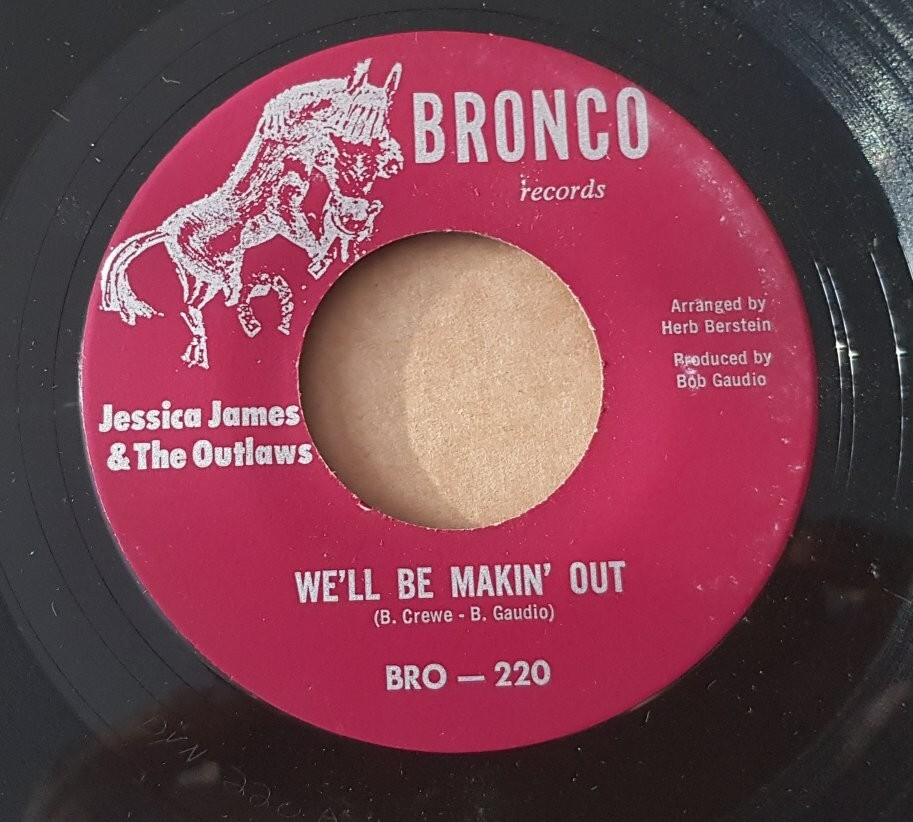 BRONCO
records
Arranged by
Herb Berstein
Produced by
Bob Gaudio
Jessica James
& The Outlaws
WE'LL BE MAKIN' OUT
(B. Crewe - B. Gaudio)
BRO — 220